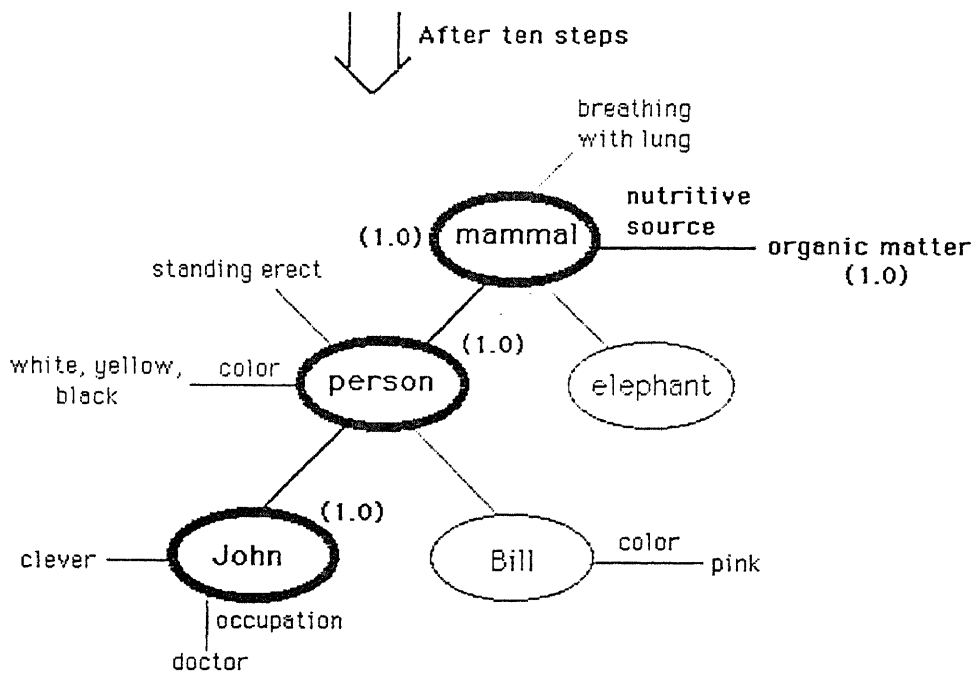 After ten steps
breathing
with lung
nutritive
source
(1.0)
mammal
organic matter
(1.0)
standing erect
(1.0)
white, yellow,
black
color
person
elephant
(1.0)
clever
John
Bill
color
pink
occupation
doctor